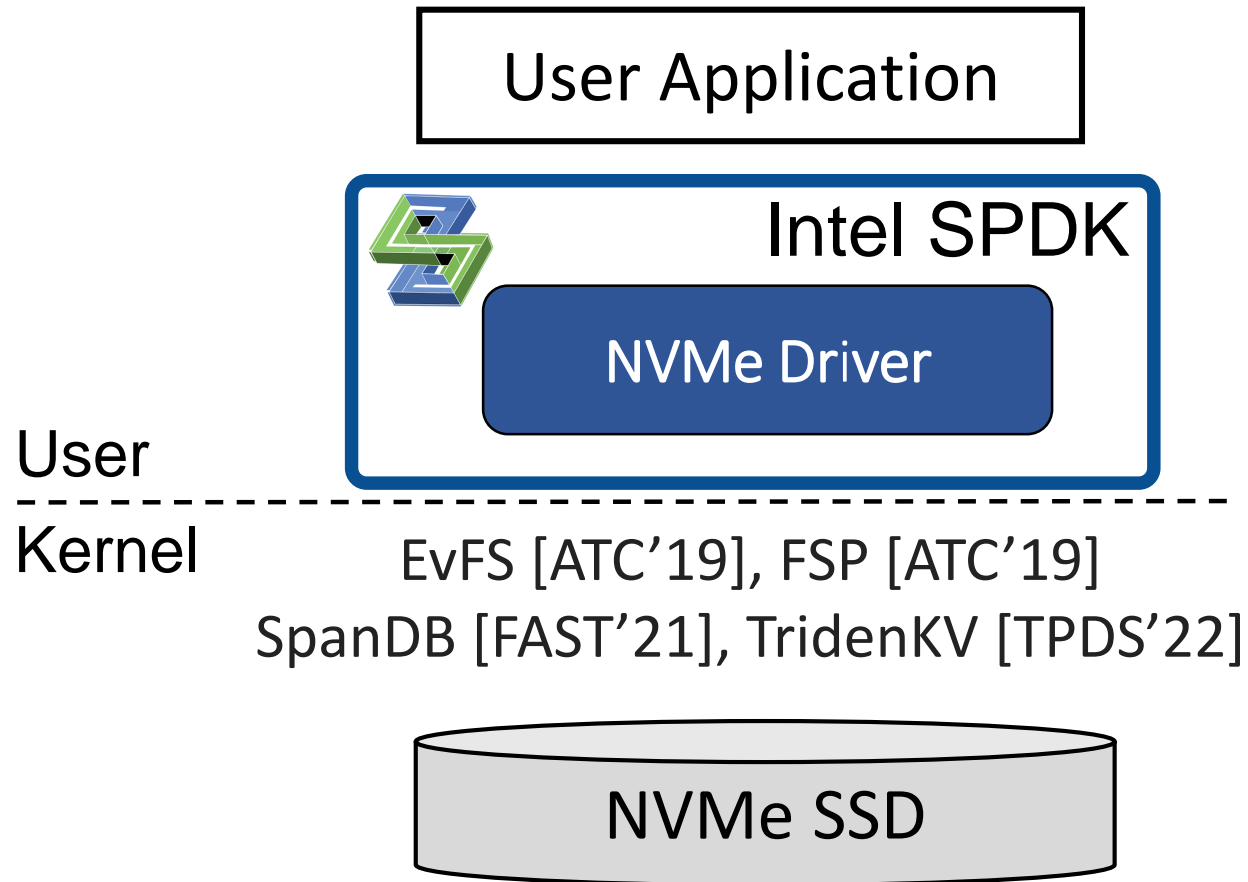 User Application
Intel SPDK
NVMe Driver
User
Kernel
EvFS [ATC’19], FSP [ATC’19]
SpanDB [FAST’21], TridenKV [TPDS’22]
NVMe SSD